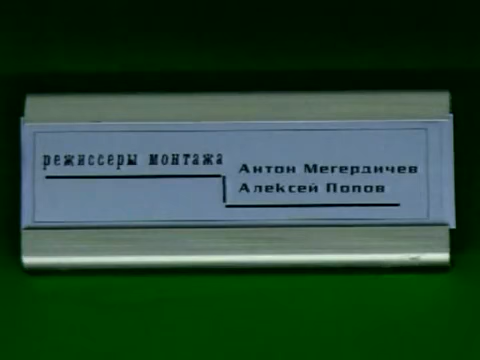 режиссеры монтажа
Антон Мегердичев
Алексей Попов